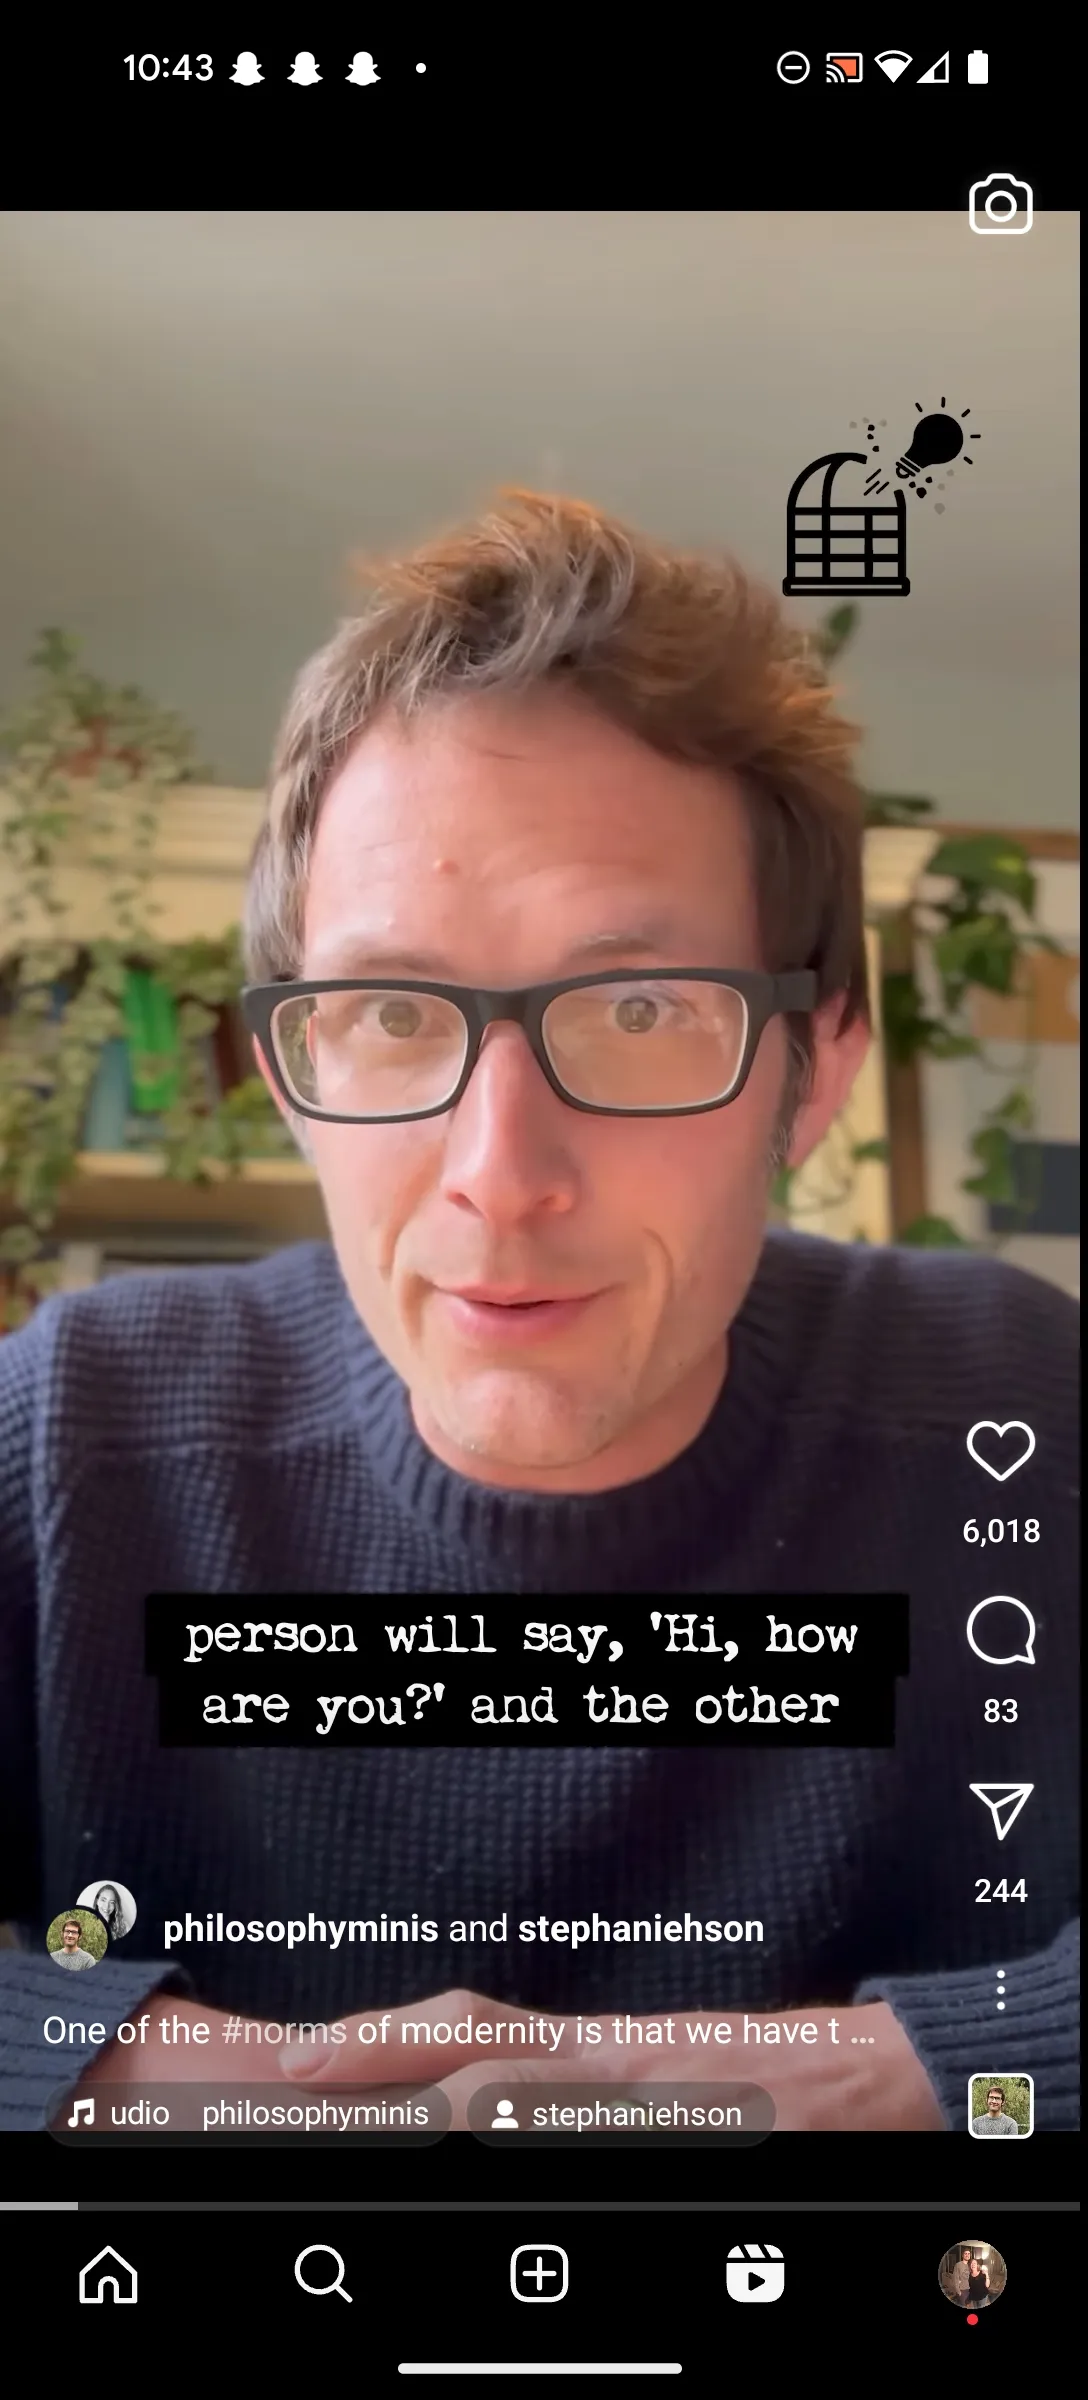 10:43
6,018
person will say, 'Hi, how
are you?' and the other
83
244
philosophyminis and stephaniehson
One of the #norms of modernity is that we have t ...
udio philosophyminis stephaniehson